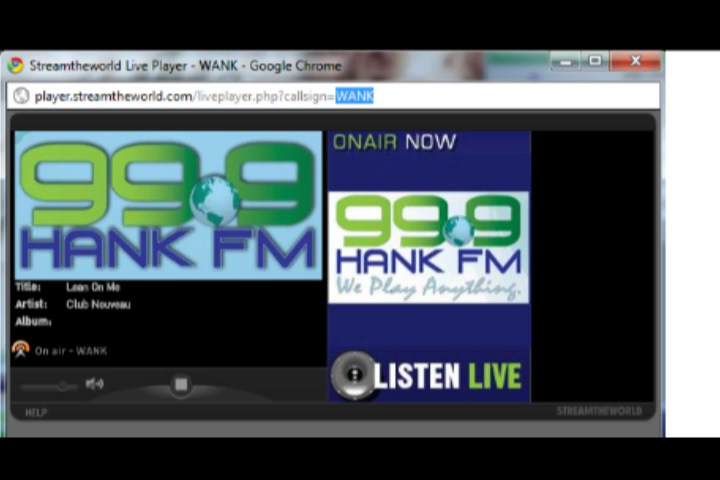 Streamtheworld Live Player - WANK - Google Chrome
player.streamtheworld.com/liveplayer.php?callsign=WANK
99.9
HANK FM
Title: Lean On Me
Artist: Club Nouveau
Album:
On air - WANK
HELP
ONAIR NOW
99.9
HANK FM
We Play Anything.
LISTEN LIVE
STREAMTHEWORLD